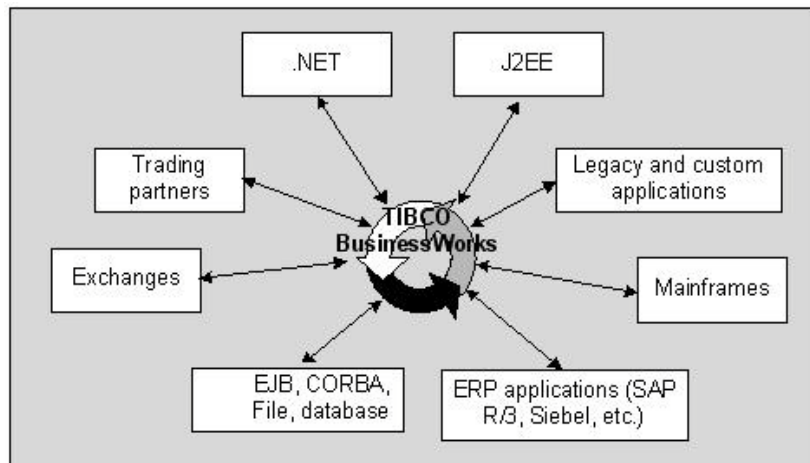 .NET
J2EE
Trading
partners
Legacy and custom
applications
TIBCO
BusinessWorks
Exchanges
Mainframes
EJB, CORBA,
File, database
ERP applications (SAP
R/3, Siebel, etc.)